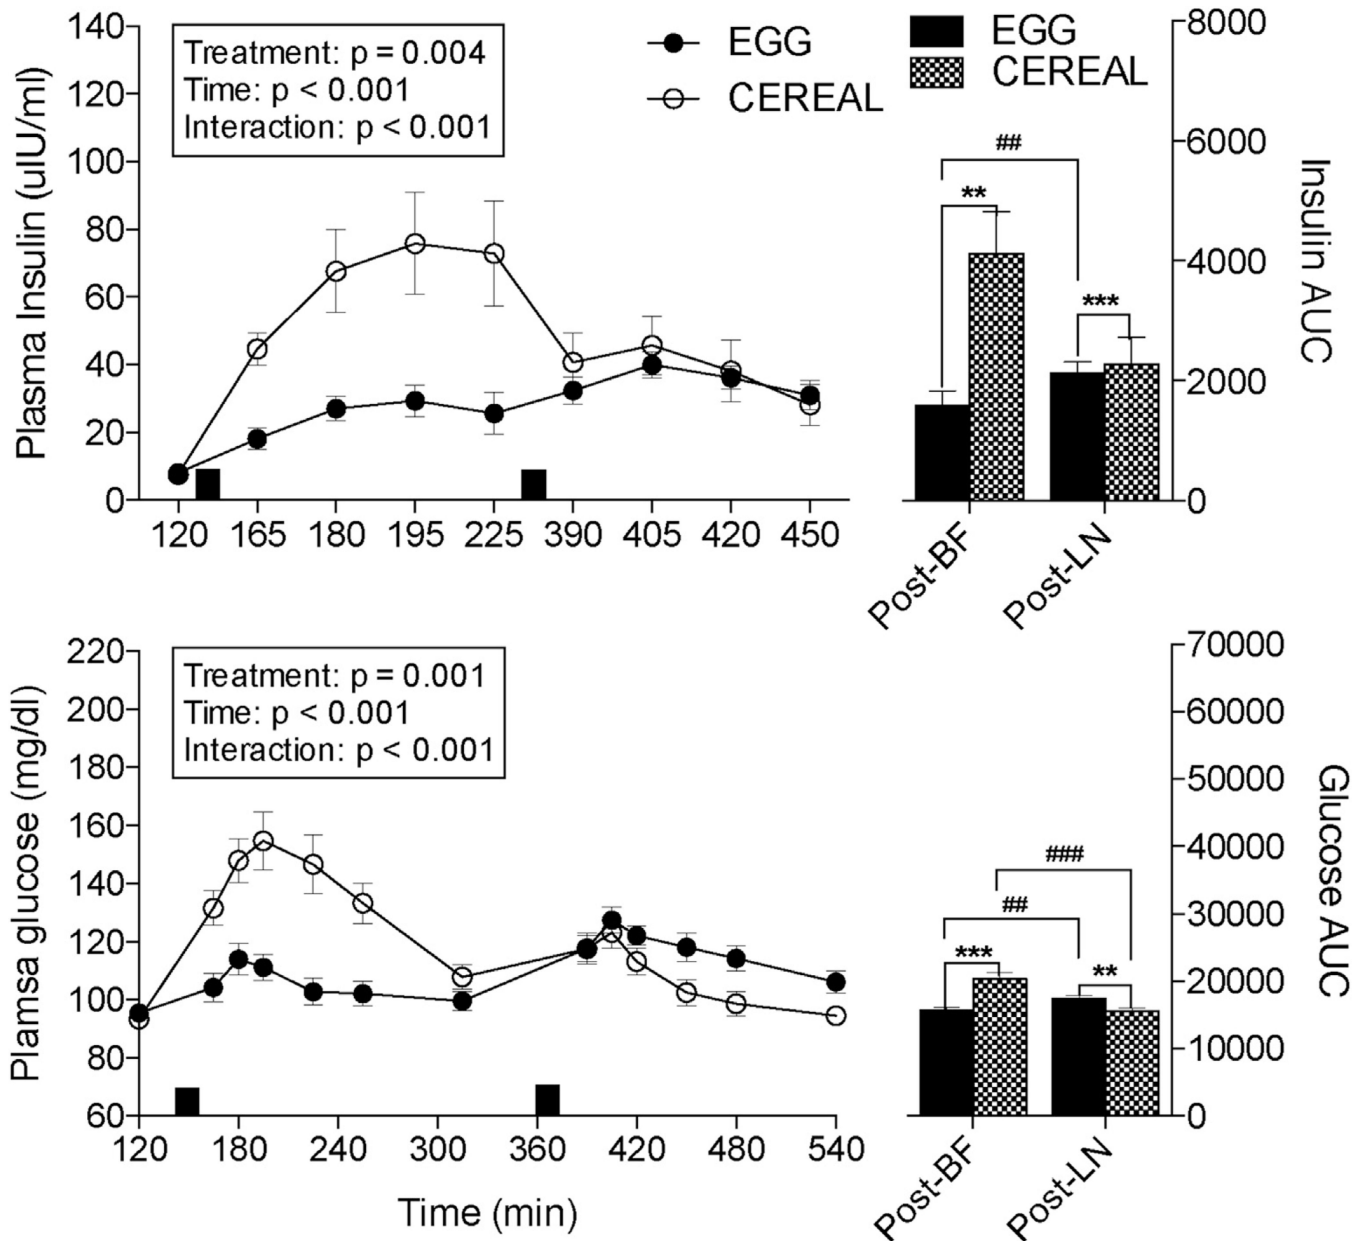 140
120
100
80
60
40
20
0
Plasma Insulin (uIU/ml)
Treatment: p = 0.004
Time: p < 0.001
Interaction: p < 0.001
EGG
CEREAL
120 165 180 195 225 390 405 420 450
EGG
CEREAL
##
**
***
8000
6000
4000
2000
0
Insulin AUC
Post-BF
Post-LN
220
200
180
160
140
120
100
80
60
Plamsa glucose (mg/dl)
Treatment: p = 0.001
Time: p < 0.001
Interaction: p < 0.001
120 180 240 300 360 420 480 540
Time (min)
###
##
***
**
70000
60000
50000
40000
30000
20000
10000
0
Glucose AUC
Post-BF
Post-LN